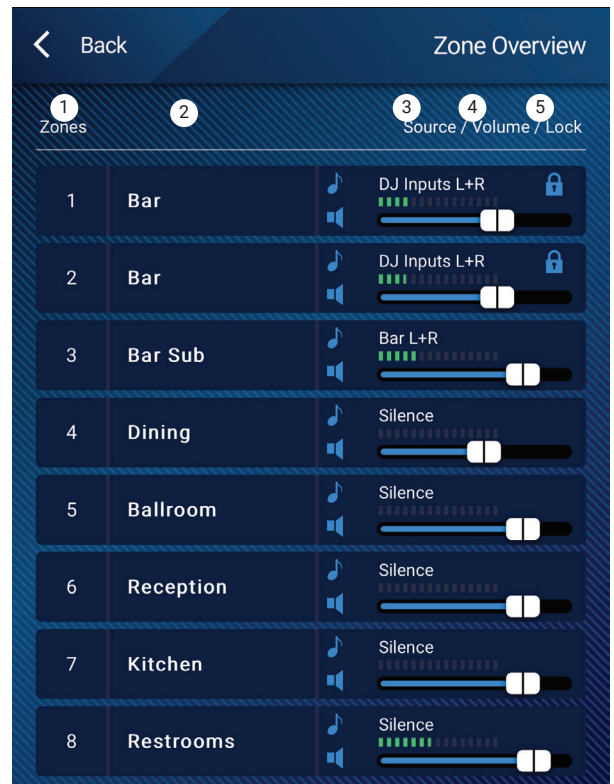 Back Zone Overview
1 2 3 4 5
Zones Source / Volume / Lock
1 Bar DJ Inputs L+R
2 Bar DJ Inputs L+R
3 Bar Sub Bar L+R
4 Dining Silence
5 Ballroom Silence
6 Reception Silence
7 Kitchen Silence
8 Restrooms Silence